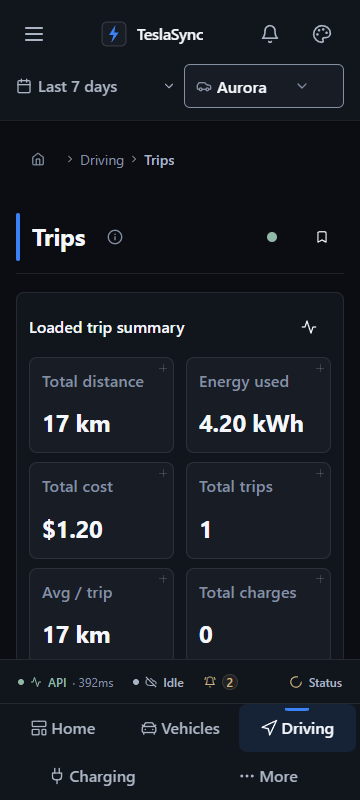 TeslaSync
Last 7 days
Aurora
Driving
Trips
Trips
Loaded trip summary
Total distance
Energy used
17 km
4.20 kWh
Total cost
Total trips
$1.20
1
Avg / trip
Total charges
17 km
0
API · 392ms
Idle
2
Status
Home
Vehicles
Driving
Charging
More